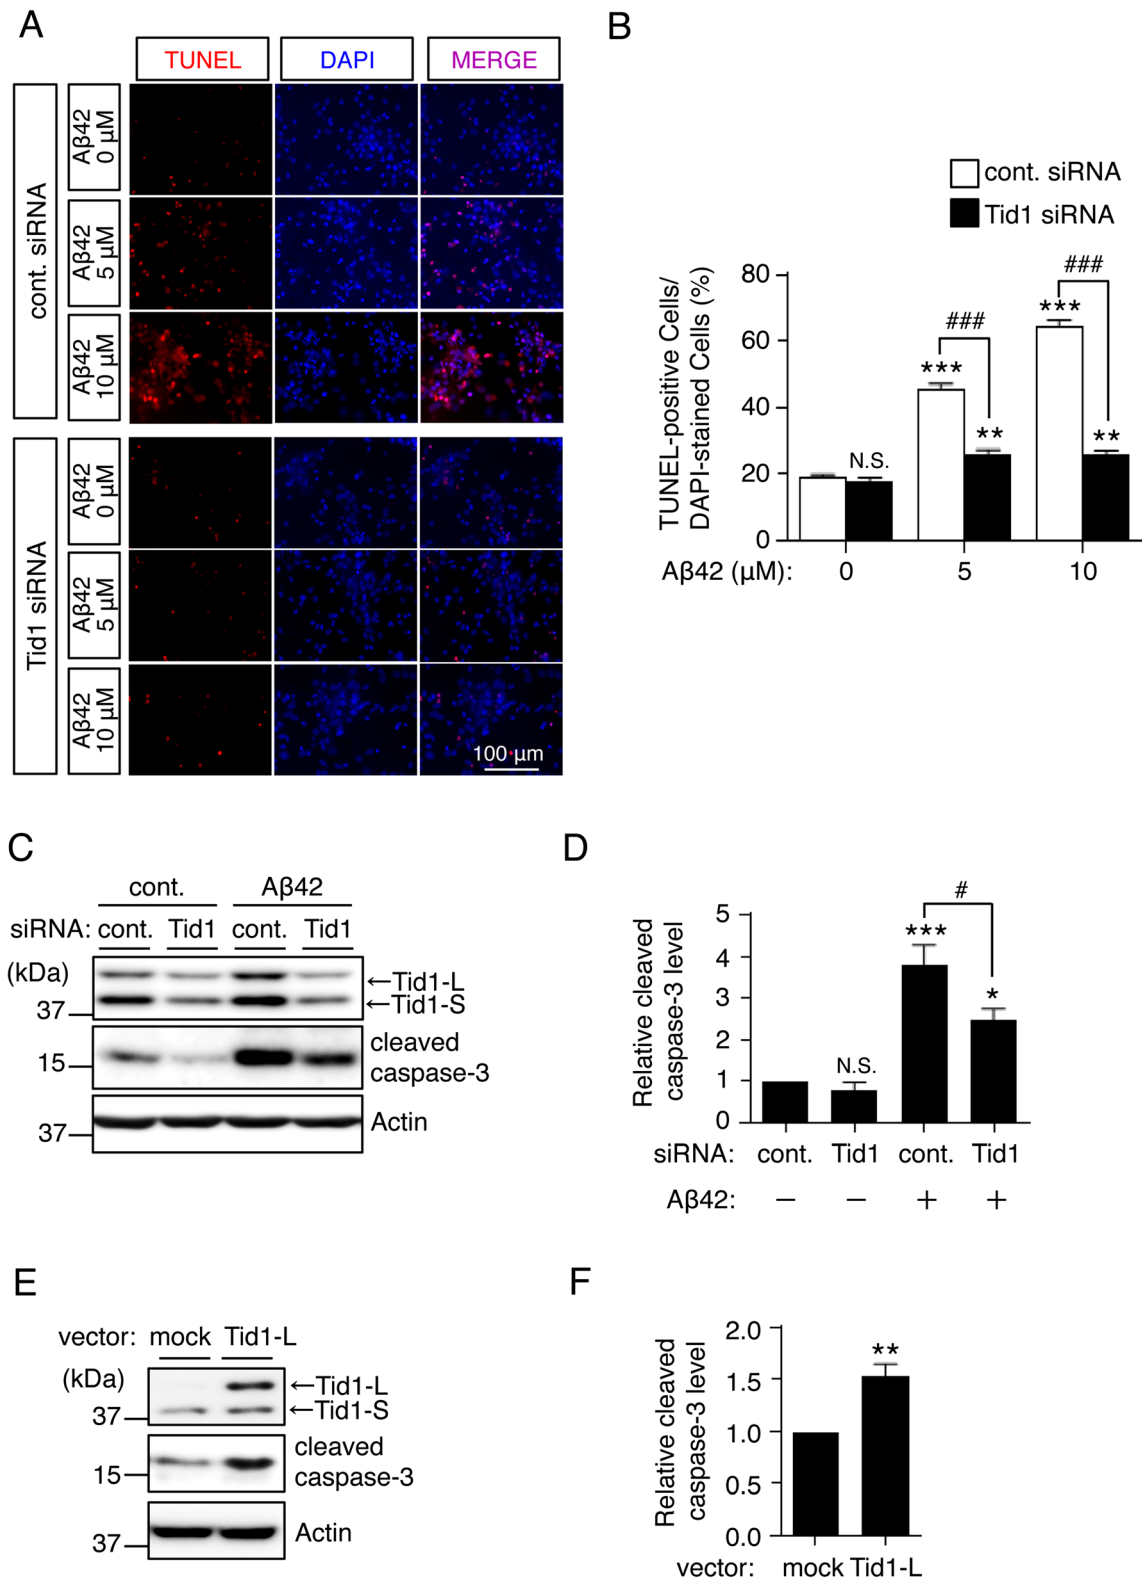 A
TUNEL DAPI MERGE
cont. siRNA
Aβ42
0 μM
Aβ42
5 μM
Aβ42
10 μM
Tid1 siRNA
Aβ42
0 μM
Aβ42
5 μM
Aβ42
10 μM
100 μm
B
cont. siRNA
Tid1 siRNA
TUNEL-positive Cells/
DAPI-stained Cells (%)
80
60
40
20
0
N.S.
***
###
**
***
###
**
Aβ42 (μM): 0 5 10
C
cont. Aβ42
siRNA: cont. Tid1 cont. Tid1
(kDa)
←Tid1-L
←Tid1-S
37
15
cleaved
caspase-3
37
Actin
D
Relative cleaved
caspase-3 level
5
4
3
2
1
0
N.S.
***
#
*
siRNA: cont. Tid1 cont. Tid1
Aβ42: − − + +
E
vector: mock Tid1-L
(kDa)
←Tid1-L
←Tid1-S
37
cleaved
caspase-3
15
Actin
37
F
Relative cleaved
caspase-3 level
2.0
1.5
1.0
0.5
0.0
**
vector: mock Tid1-L